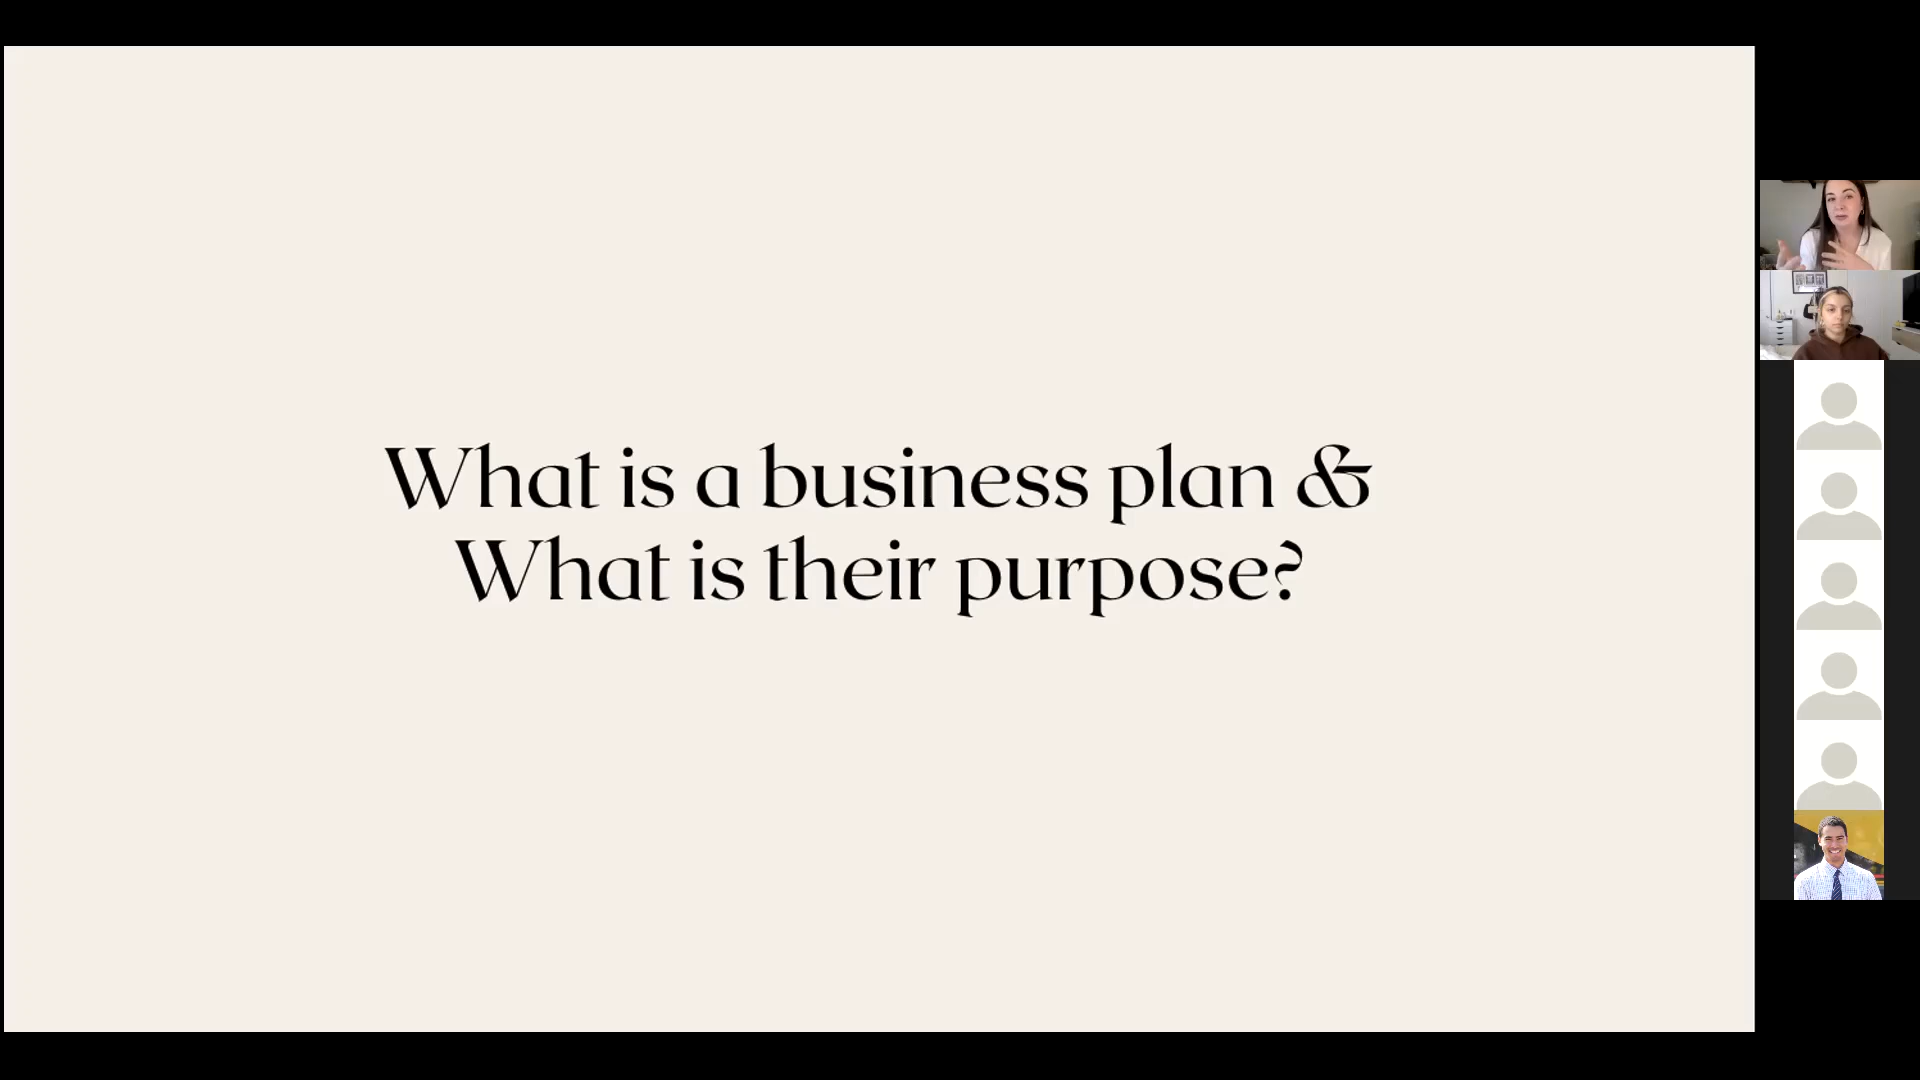 What is a business plan &
What is their purpose?